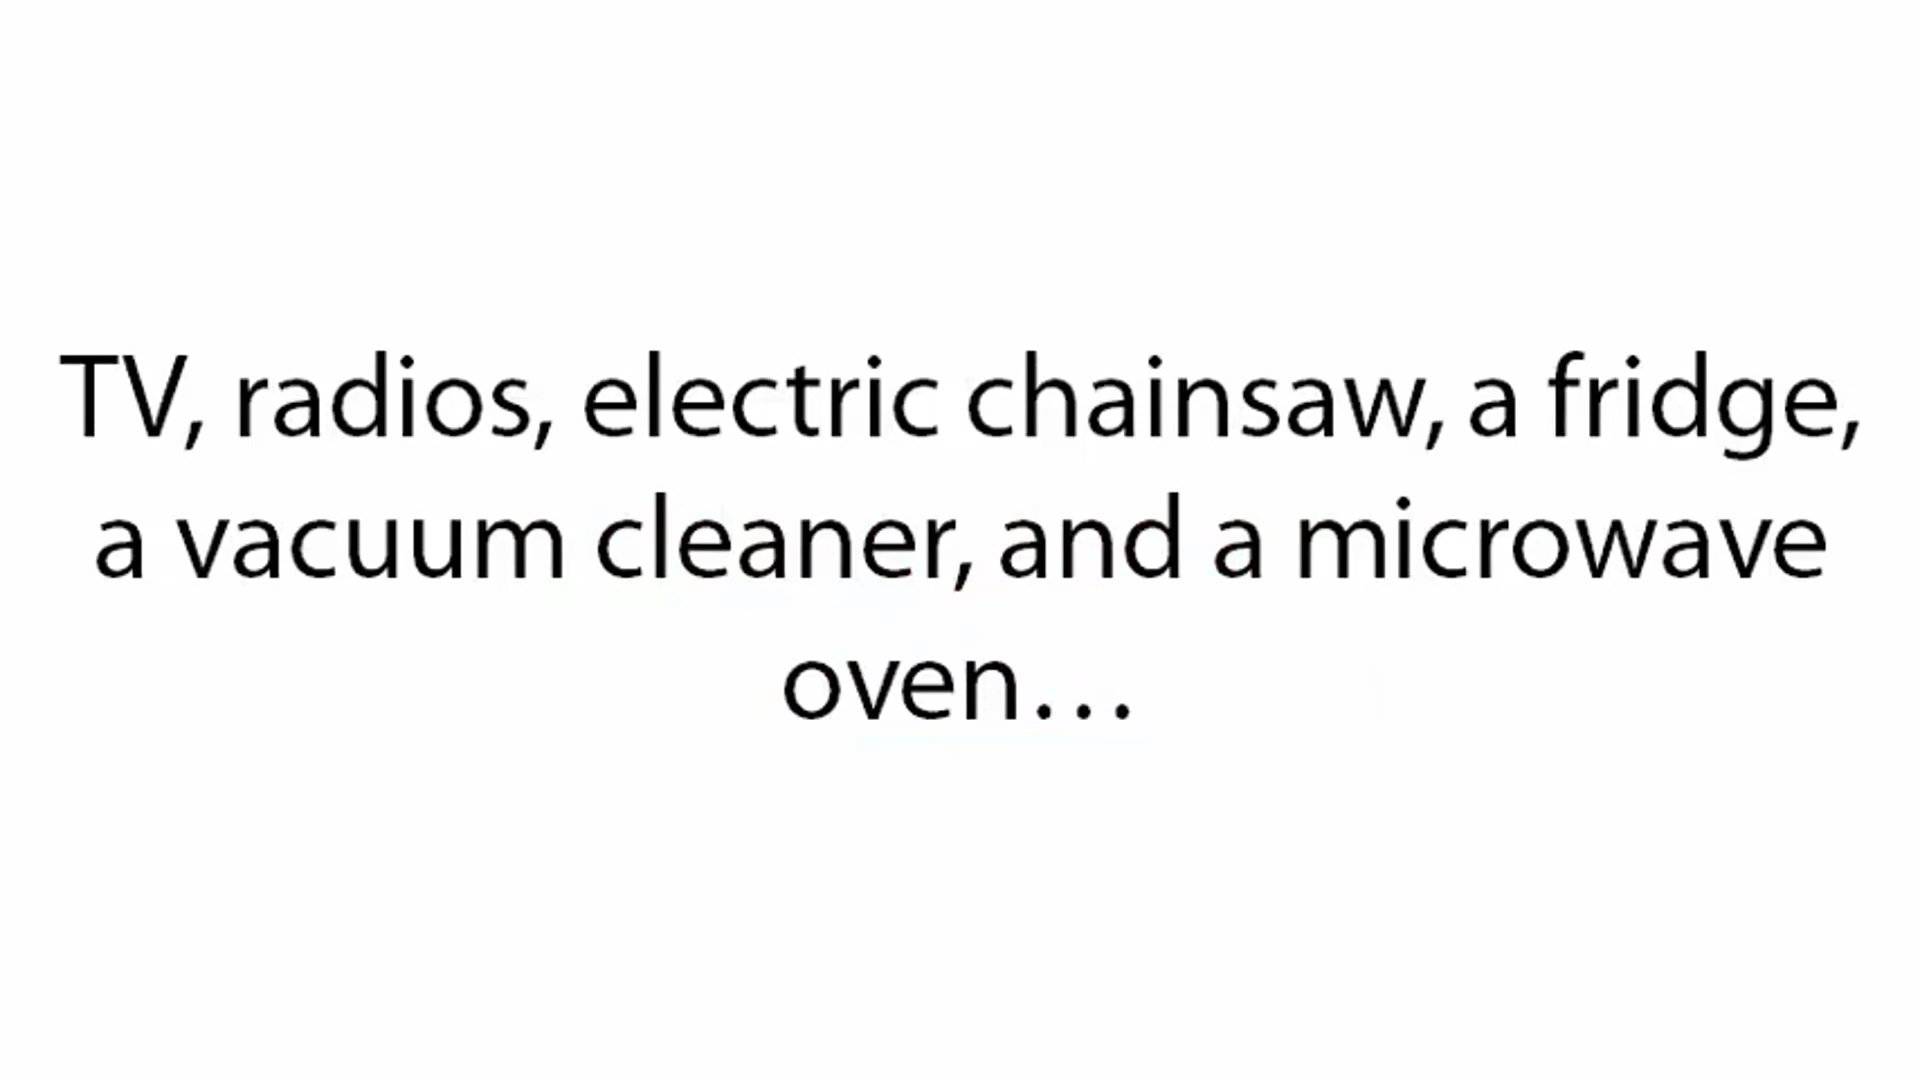 TV, radios, electric chainsaw, a fridge,
a vacuum cleaner, and a microwave
oven…